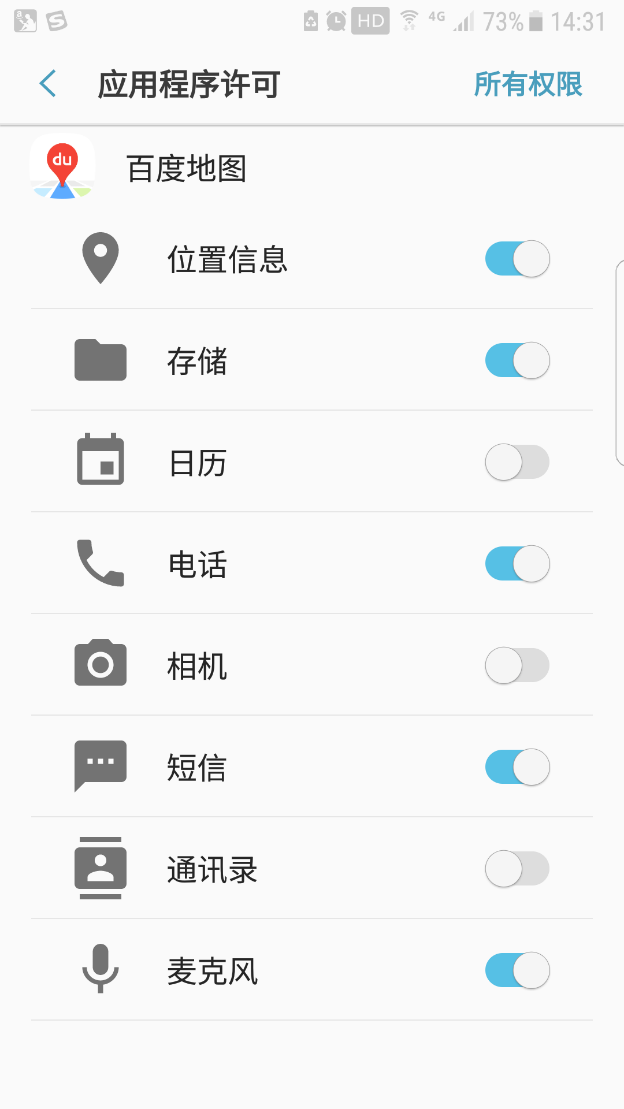 HD 4G 73% 14:31
应用程序许可 所有权限
du 百度地图
位置信息
存储
日历
电话
相机
短信
通讯录
麦克风